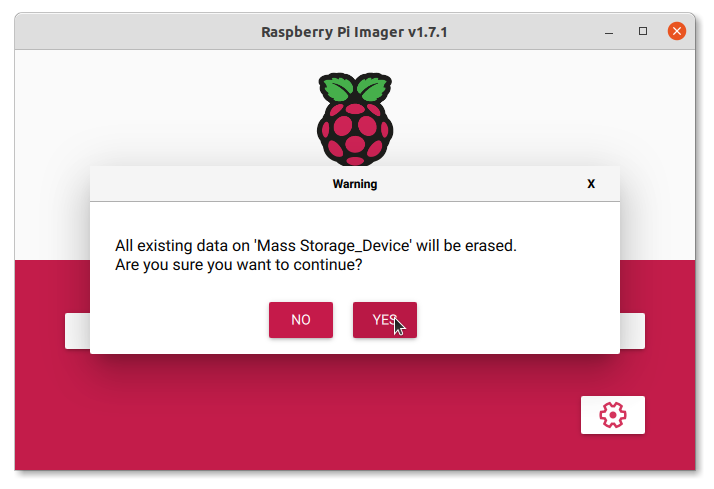 Raspberry Pi Imager v1.7.1
Warning
X
All existing data on 'Mass Storage_Device' will be erased.
Are you sure you want to continue?
NO
YES